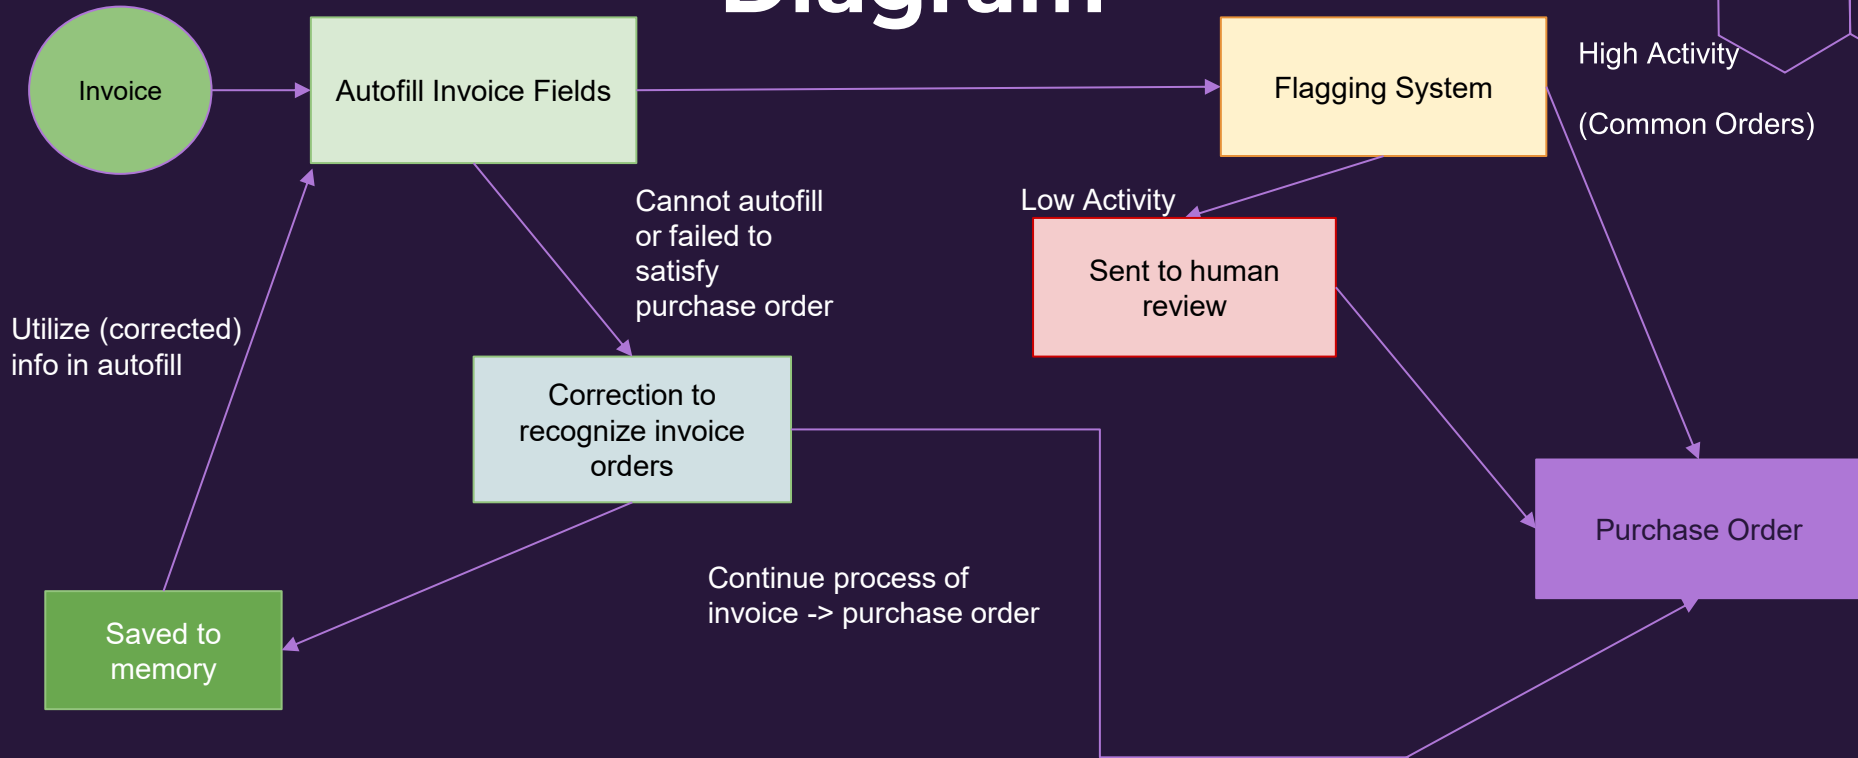 Diagram
Invoice
Autofill Invoice Fields
Flagging System
High Activity
(Common Orders)
Cannot autofill
or failed to
satisfy
purchase order
Low Activity
Sent to human
review
Utilize (corrected)
info in autofill
Correction to
recognize invoice
orders
Purchase Order
Continue process of
invoice -> purchase order
Saved to
memory